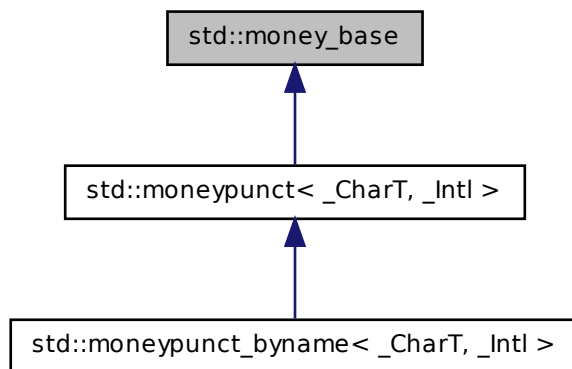 std::money_base
std::moneypunct< _CharT, _Intl >
std::moneypunct_byname< _CharT, _Intl >